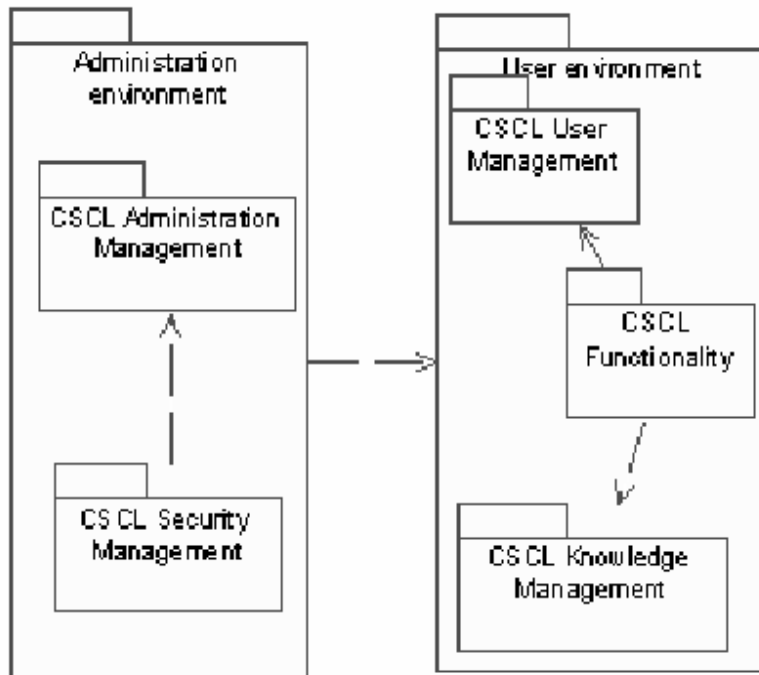 Administration
environment
CSCL Administration
Management
CSCL Security
Management
User environment
CSCL User
Management
CSCL
Functionality
CSCL Knowledge
Management